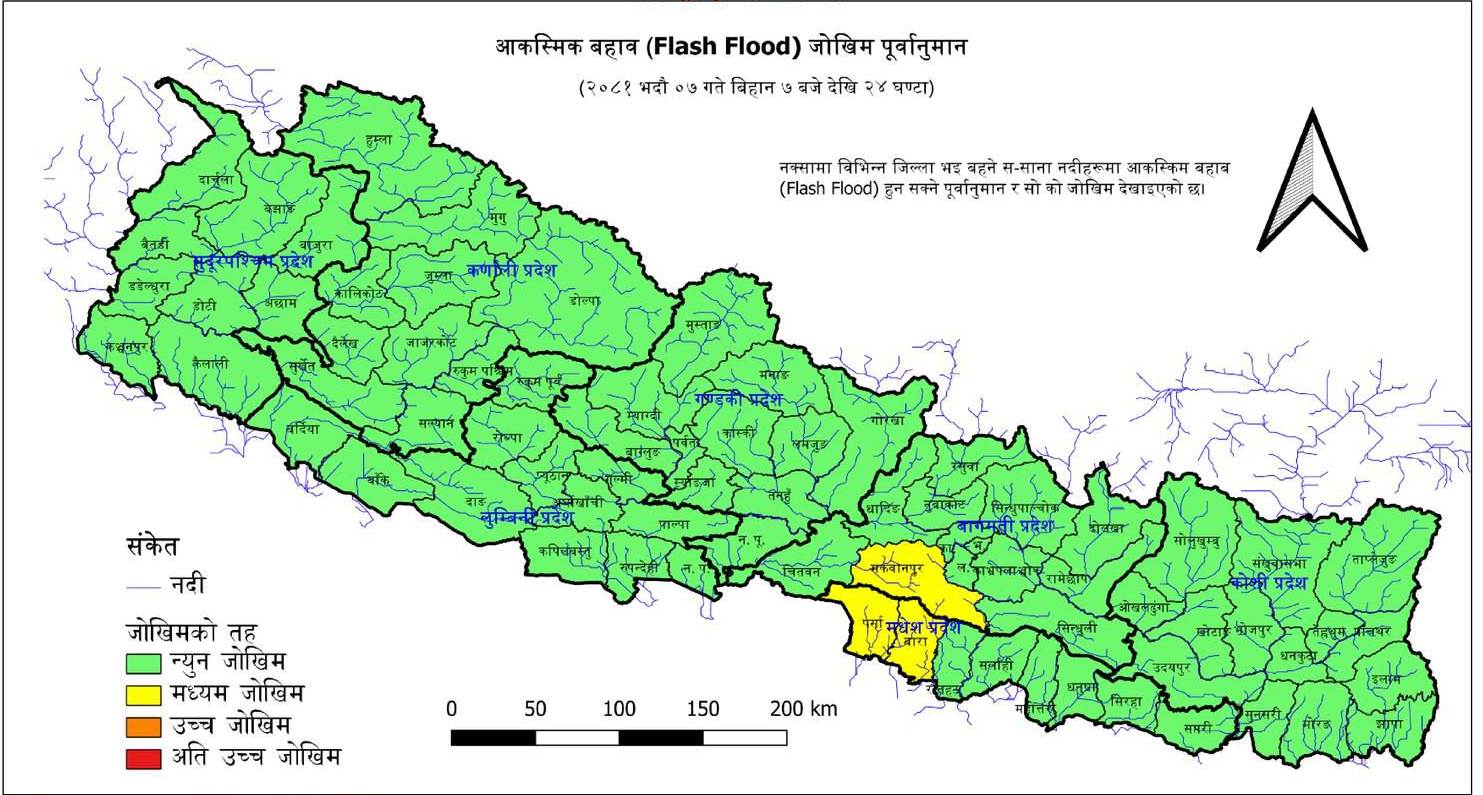 आकस्मिक बहाव (Flash Flood) जोखिम पूर्वानुमान
(२०८१ भदौ ०७ गते बिहान ७ बजे देखि २४ घण्टा)
नक्सामा विभिन्न जिल्ला भइ बहने स-साना नदीहरूमा आकस्किम बहाव
(Flash Flood) हुन सक्ने पूर्वानुमान र सो को जोखिम देखाइएको छ।
हुम्ला
दार्चुला
बझाङ
मुगु
बैतडी
बाजुरा
सुदूरपश्चिम प्रदेश
कर्णाली प्रदेश
जुम्ला
डडेल्धुरा
डोटी
अछाम
कालिकोट
डोल्पा
मुस्ताङ
कञ्चनपुर
कैलाली
सुर्खेत
दैलेख
जाजरकोट
रुकुम पश्चिम
रुकुम पूर्व
मनाङ
गण्डकी प्रदेश
म्याग्दी
कास्की
लमजुङ
गोरखा
बर्दिया
सल्यान
रोल्पा
पर्वत
बागलुङ
बाँके
दाङ
प्यूठान
गुल्मी
स्याङजा
तनहुँ
रसुवा
अर्घाखाँची
लुम्बिनी प्रदेश
पाल्पा
धादिङ
नुवाकोट
सिन्धुपाल्चोक
बागमती प्रदेश
दोलखा
कपिलवस्तु
रुपन्देही
न. प.
न. पू.
चितवन
मकवानपुर
का.
भ.
ल.
काभ्रेपलाञ्चोक
रामेछाप
सोलुखुम्बु
संखुवासभा
ताप्लेजुङ
कोशी प्रदेश
ओखलढुंगा
पर्सा
मधेश प्रदेश
बारा
सिन्धुली
खोटाङ
भोजपुर
तेह्रथुम
पाँचथर
धनकुटा
रौतहट
सर्लाही
महोत्तरी
धनुषा
सिरहा
उदयपुर
सप्तरी
सुनसरी
मोरङ
इलाम
झापा
संकेत
नदी
जोखिमको तह
न्युन जोखिम
मध्यम जोखिम
उच्च जोखिम
अति उच्च जोखिम
0 50 100 150 200 km